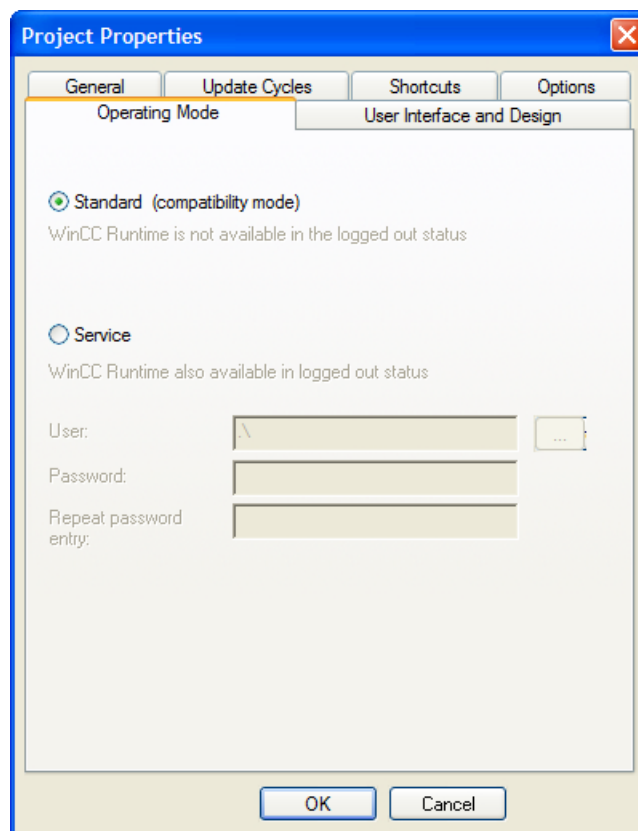 Project Properties
General Update Cycles Shortcuts Options
Operating Mode User Interface and Design
Standard (compatibility mode)
WinCC Runtime is not available in the logged out status
Service
WinCC Runtime also available in logged out status
User: .\ ...
Password:
Repeat password
entry:
OK Cancel